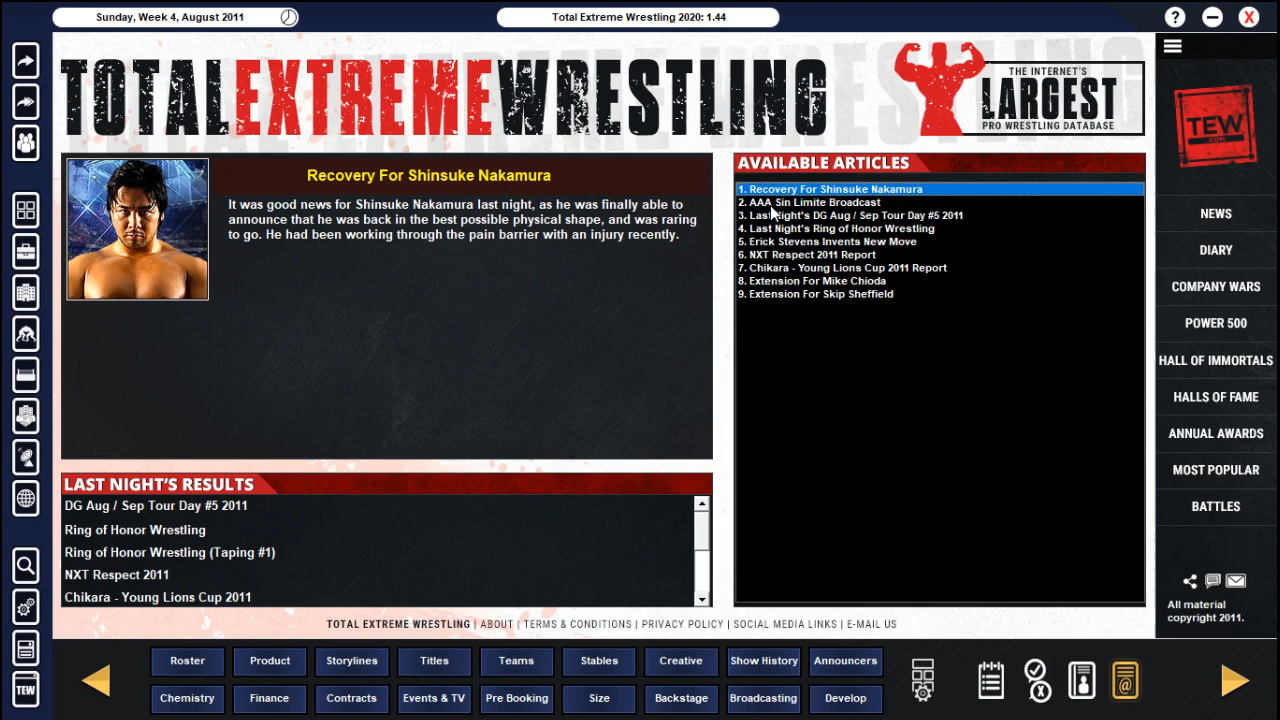 Sunday, Week 4, August 2011
Total Extreme Wrestling 2020: 1.44
?
X
TOTALEXTREMEWRESTLING
THE INTERNET'S
LARGEST
PRO WRESTLING DATABASE
TEW
.COM
Recovery For Shinsuke Nakamura
It was good news for Shinsuke Nakamura last night, as he was finally able to
announce that he was back in the best possible physical shape, and was raring
to go. He had been working through the pain barrier with an injury recently.
AVAILABLE ARTICLES
1. Recovery For Shinsuke Nakamura
2. AAA Sin Limite Broadcast
3. Last Night's DG Aug / Sep Tour Day #5 2011
4. Last Night's Ring of Honor Wrestling
5. Erick Stevens Invents New Move
6. NXT Respect 2011 Report
7. Chikara - Young Lions Cup 2011 Report
8. Extension For Mike Chioda
9. Extension For Skip Sheffield
NEWS
DIARY
COMPANY WARS
POWER 500
HALL OF IMMORTALS
HALLS OF FAME
ANNUAL AWARDS
MOST POPULAR
BATTLES
All material
copyright 2011.
LAST NIGHT'S RESULTS
DG Aug / Sep Tour Day #5 2011
Ring of Honor Wrestling
Ring of Honor Wrestling (Taping #1)
NXT Respect 2011
Chikara - Young Lions Cup 2011
TOTAL EXTREME WRESTLING | ABOUT | TERMS & CONDITIONS | PRIVACY POLICY | SOCIAL MEDIA LINKS | E-MAIL US
TEW
Roster
Product
Storylines
Titles
Teams
Stables
Creative
Show History
Announcers
Chemistry
Finance
Contracts
Events & TV
Pre Booking
Size
Backstage
Broadcasting
Develop